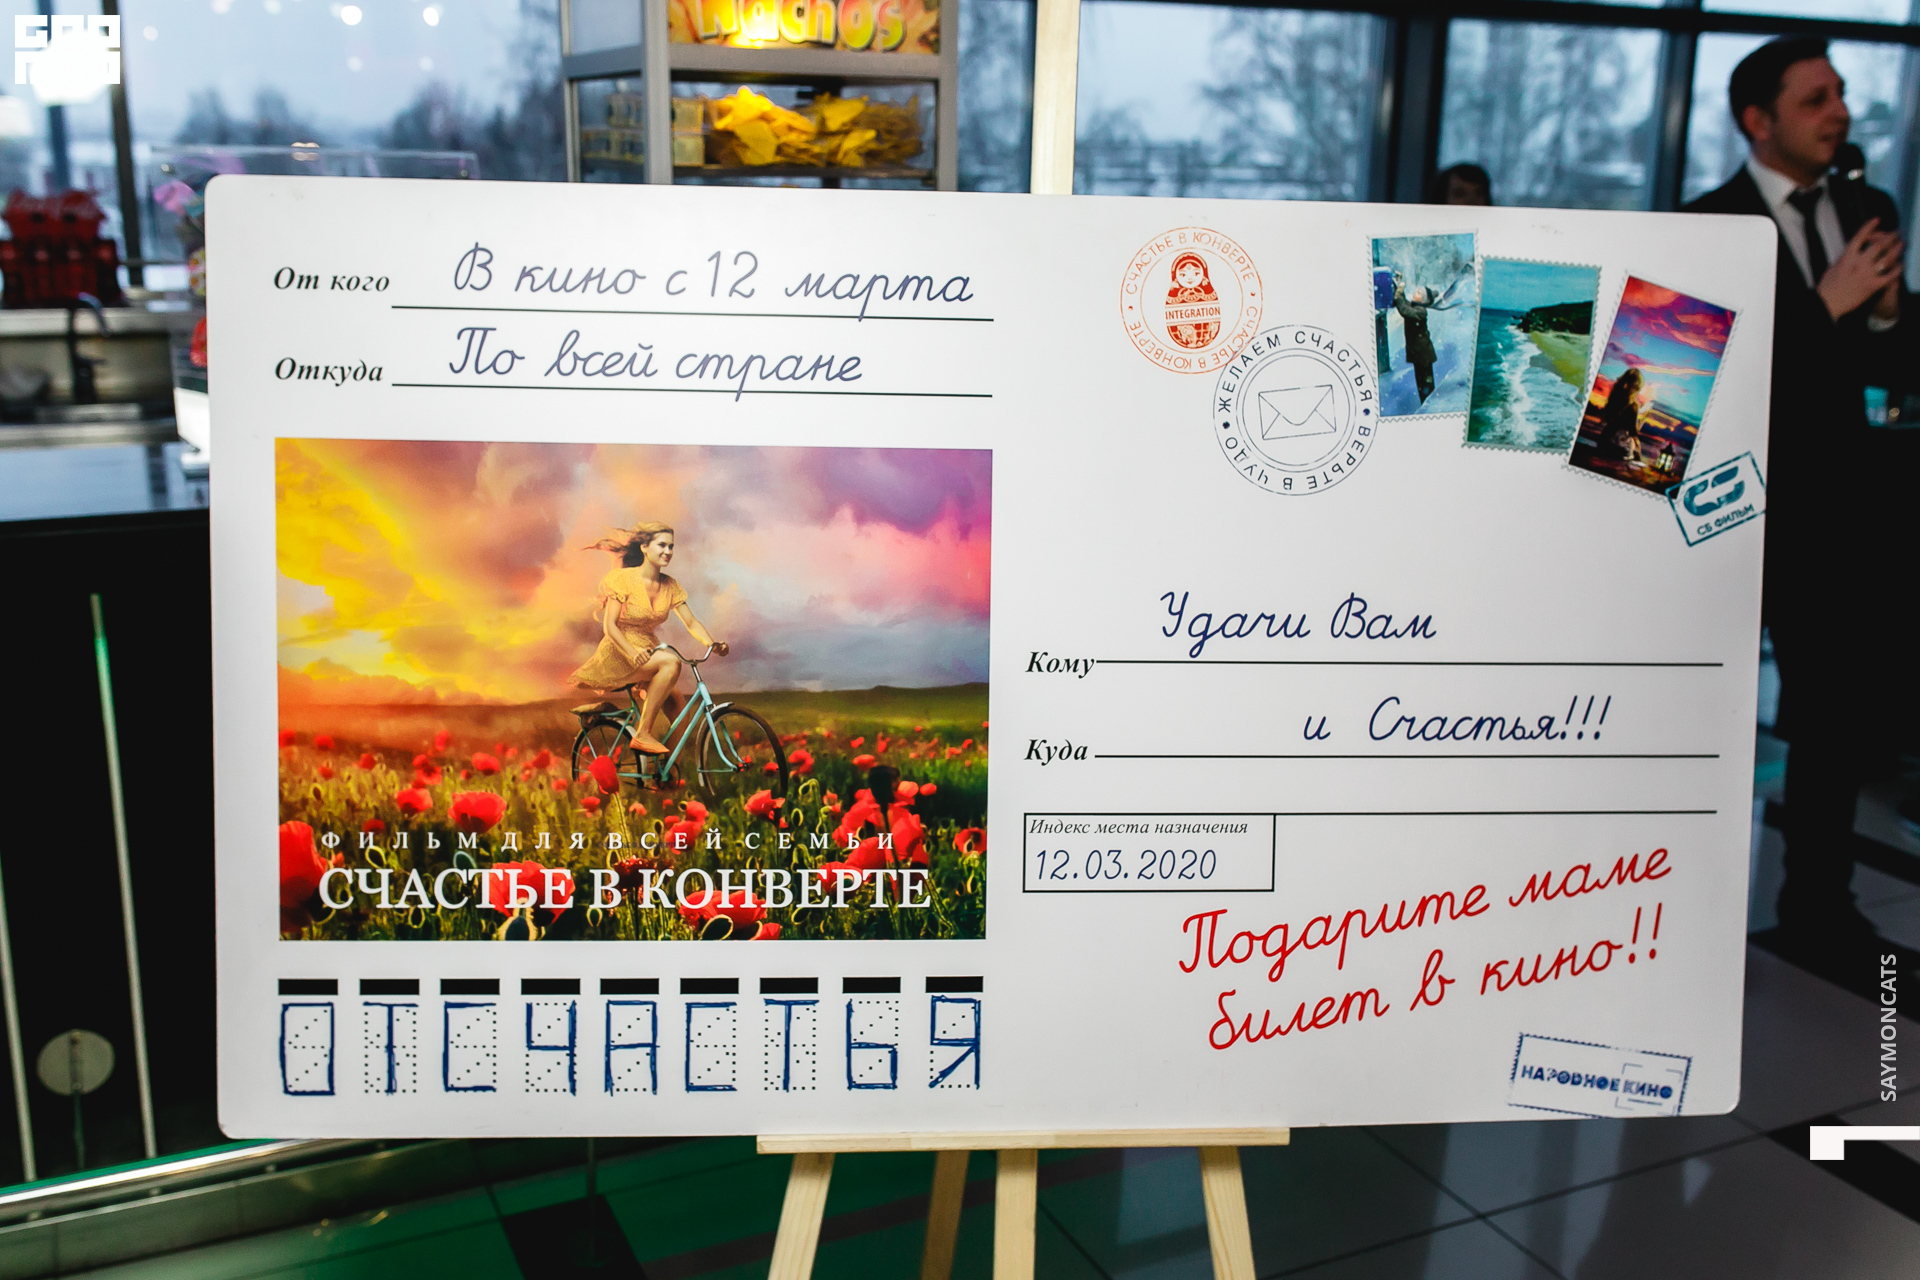 Nachos
От кого В кино с 12 марта
Откуда По всей стране
СЧАСТЬЕ В КОНВЕРТЕ • СЧАСТЬЕ В КОНВЕРТЕ •
INTEGRATION
ЖЕЛАЕМ СЧАСТЬЯ • ВЕРЬТЕ В ЧУДО •
СБ ФИЛЬМ
ФИЛЬМ ДЛЯ ВСЕЙ СЕМЬИ
СЧАСТЬЕ В КОНВЕРТЕ
ОТСЧАСТЬЯ
Удачи Вам
Кому
и Счастья!!!
Куда
Индекс места назначения
12.03.2020
Подарите маме
билет в кино!!
НАРОДНОЕ КИНО
SAYMONCATS